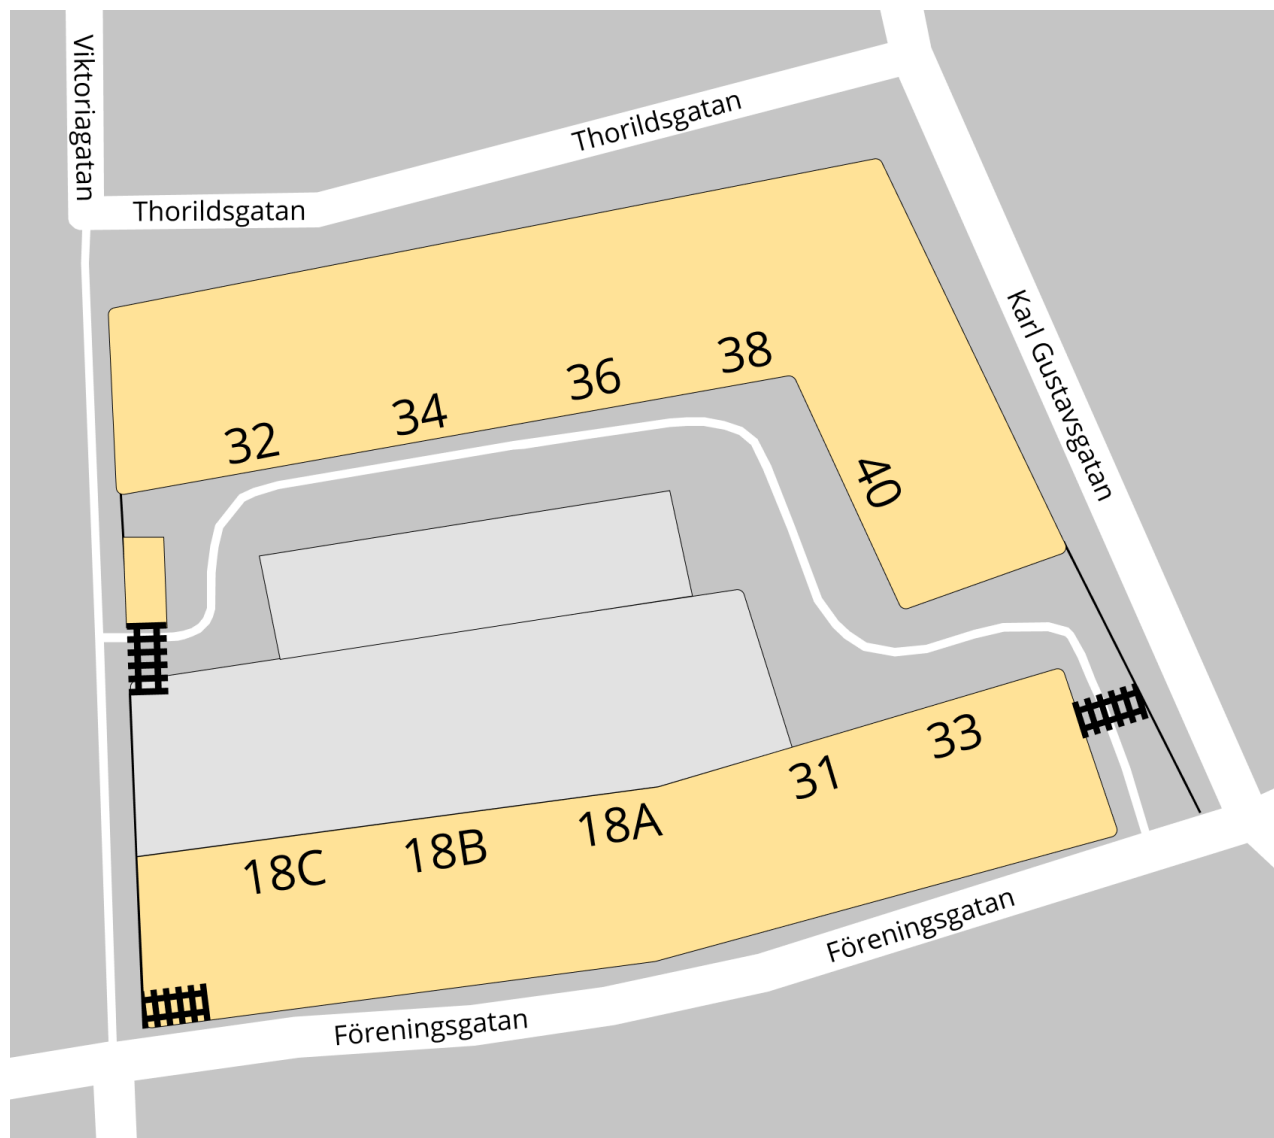 Viktoriagatan
Thorildsgatan
Thorildsgatan
Karl Gustavsgatan
32
34
36
38
40
33
31
18A
18B
18C
Föreningsgatan
Föreningsgatan